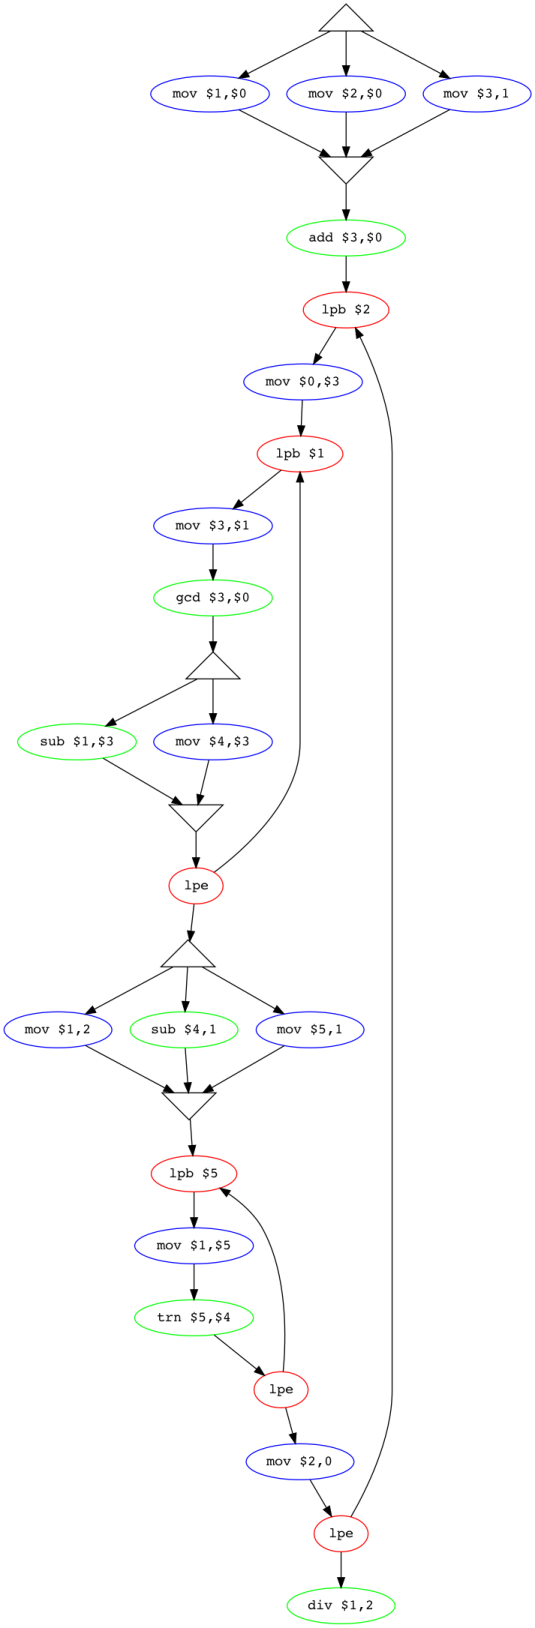 mov $1,$0
mov $2,$0
mov $3,1
add $3,$0
lpb $2
mov $0,$3
lpb $1
mov $3,$1
gcd $3,$0
sub $1,$3
mov $4,$3
lpe
mov $1,2
sub $4,1
mov $5,1
lpb $5
mov $1,$5
trn $5,$4
lpe
mov $2,0
lpe
div $1,2